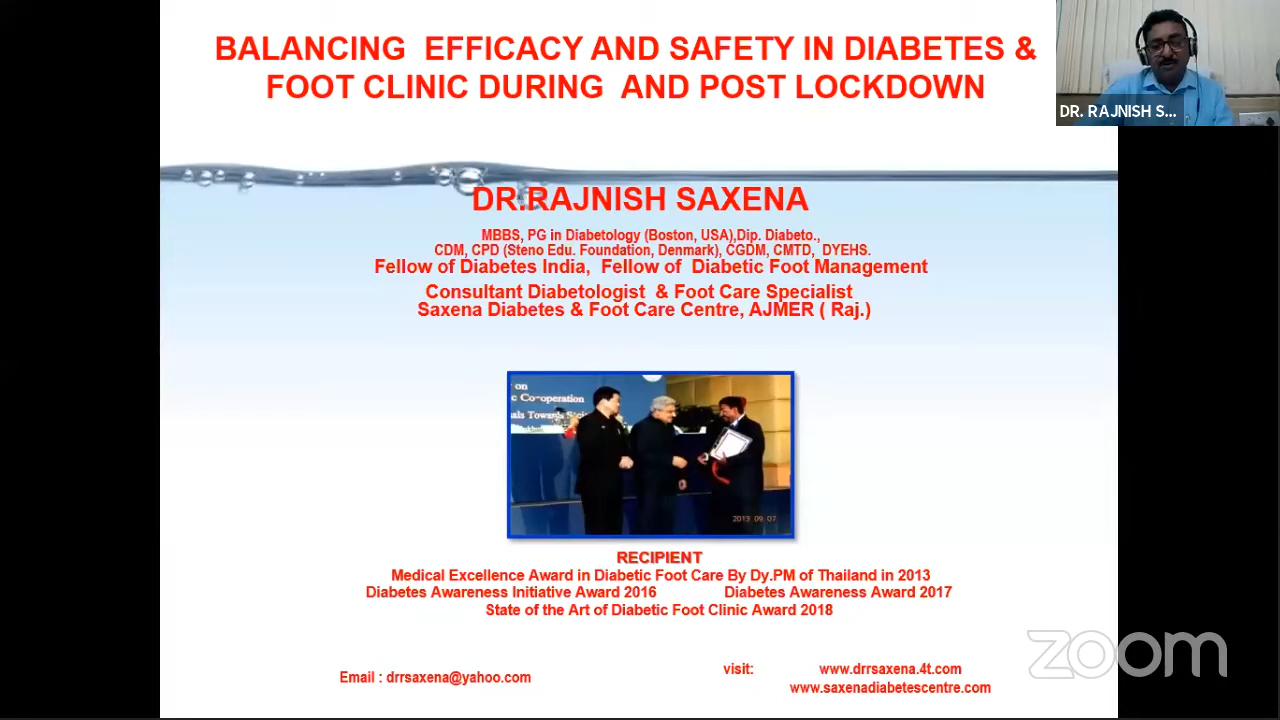 BALANCING EFFICACY AND SAFETY IN DIABETES &
FOOT CLINIC DURING AND POST LOCKDOWN
DR. RAJNISH S...
DR.RAJNISH SAXENA
MBBS, PG in Diabetology (Boston, USA),Dip. Diabeto.,
CDM, CPD (Steno Edu. Foundation, Denmark), CGDM, CMTD, DYEHS.
Fellow of Diabetes India, Fellow of Diabetic Foot Management
Consultant Diabetologist & Foot Care Specialist
Saxena Diabetes & Foot Care Centre, AJMER ( Raj.)
on
c Co-operation
als Towards
2013 09 07
RECIPIENT
Medical Excellence Award in Diabetic Foot Care By Dy.PM of Thailand in 2013
Diabetes Awareness Initiative Award 2016 Diabetes Awareness Award 2017
State of the Art of Diabetic Foot Clinic Award 2018
zoom
Email : drrsaxena@yahoo.com
visit: www.drrsaxena.4t.com
www.saxenadiabetescentre.com